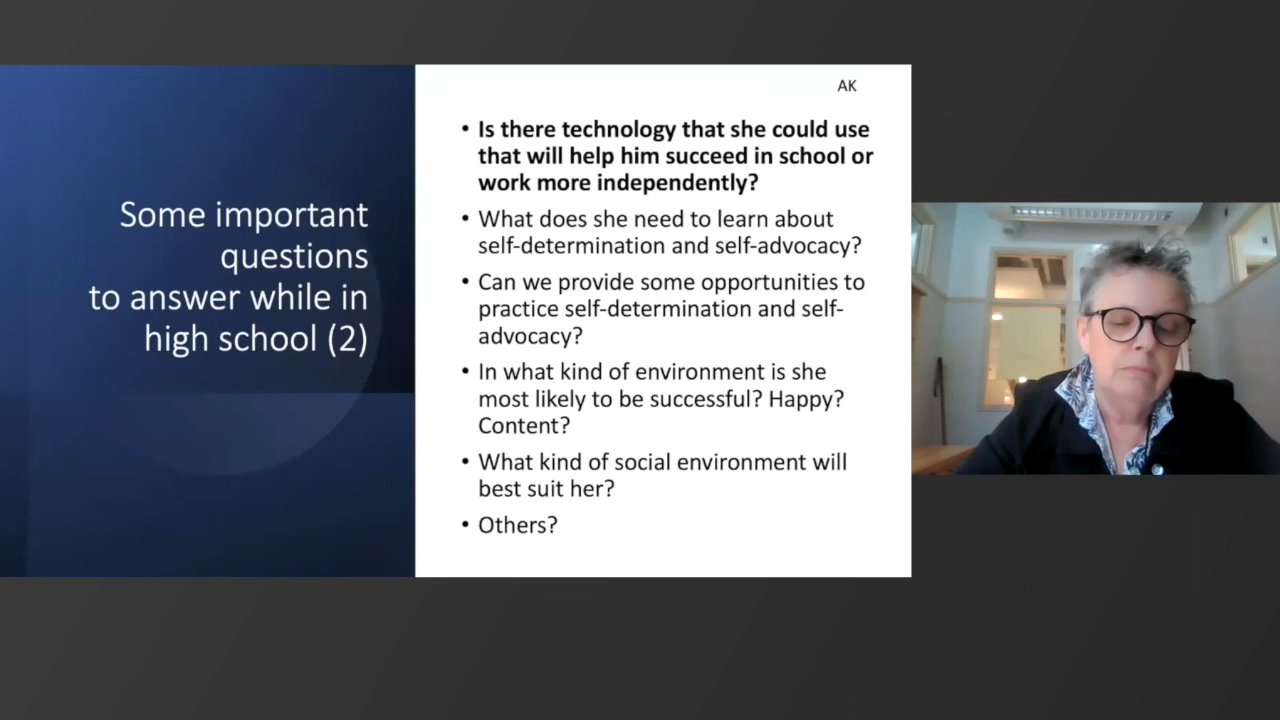 Some important
questions
to answer while in
high school (2)
AK
• Is there technology that she could use
that will help him succeed in school or
work more independently?
• What does she need to learn about
self-determination and self-advocacy?
• Can we provide some opportunities to
practice self-determination and self-
advocacy?
• In what kind of environment is she
most likely to be successful? Happy?
Content?
• What kind of social environment will
best suit her?
• Others?